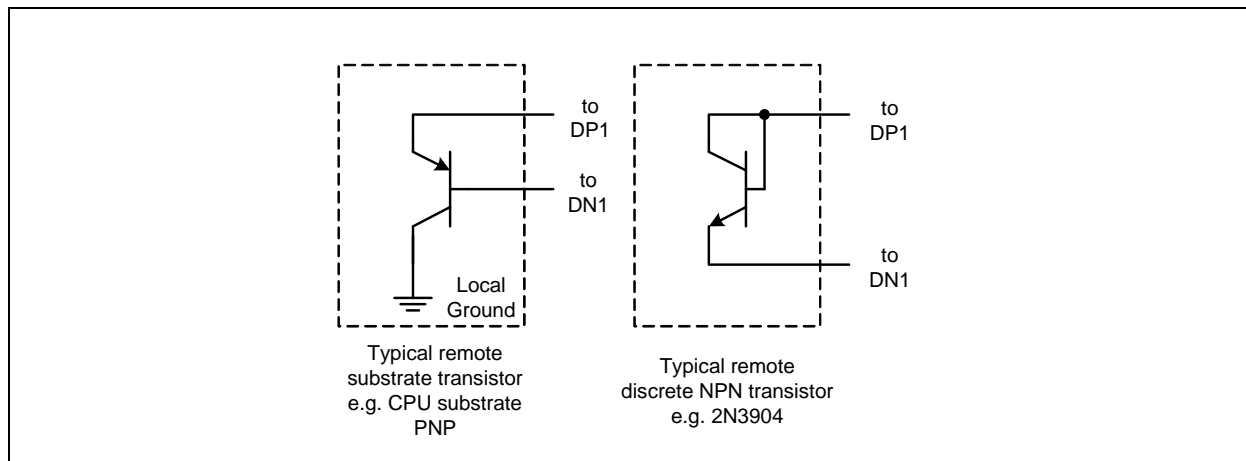 to
DP1
to
DN1
Local
Ground
Typical remote
substrate transistor
e.g. CPU substrate
PNP
to
DP1
to
DN1
Typical remote
discrete NPN transistor
e.g. 2N3904